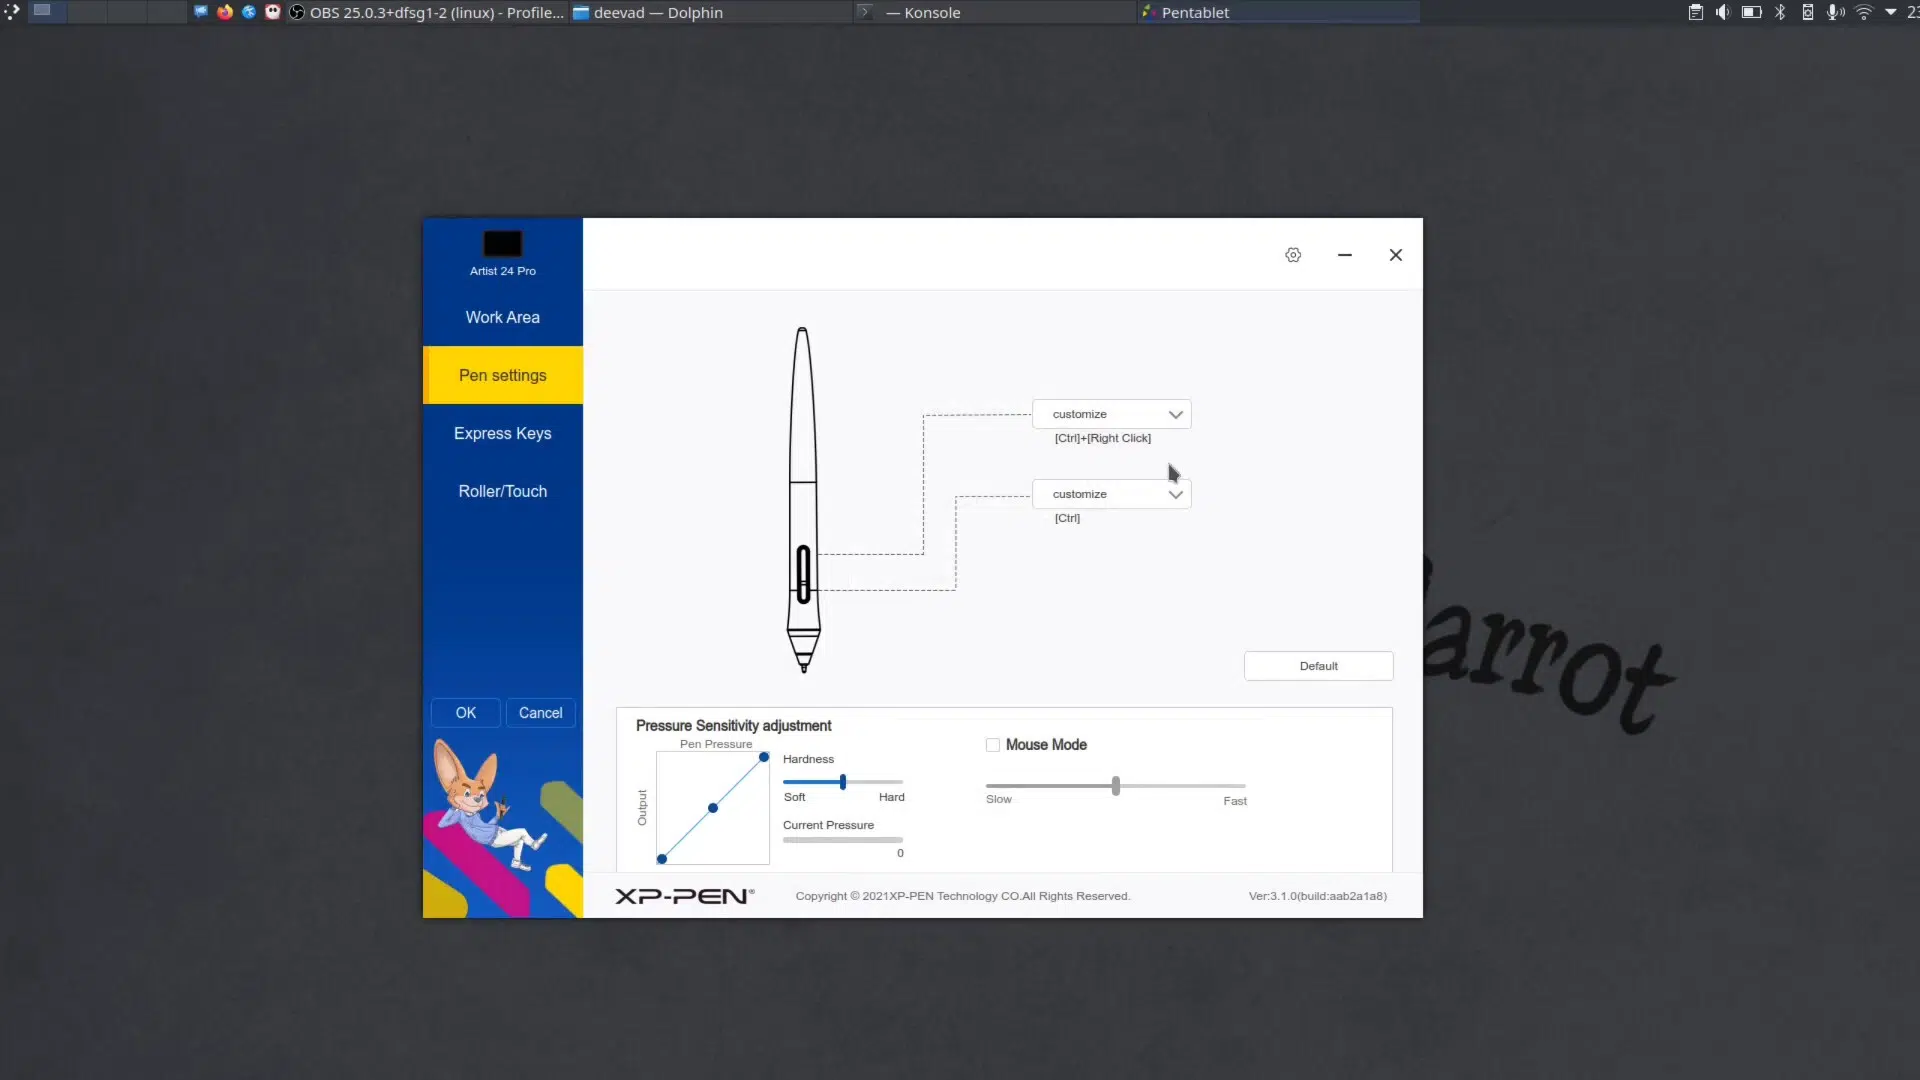 OBS 25.0.3+dfsg1-2 (linux) - Profile... deevad — Dolphin — Konsole Pentablet 23
Artist 24 Pro
Work Area
Pen settings
Express Keys
Roller/Touch
OK Cancel
customize
[Ctrl]+[Right Click]
customize
[Ctrl]
Default
Pressure Sensitivity adjustment
Pen Pressure
Output
Hardness
Soft Hard
Current Pressure
0
Mouse Mode
Slow Fast
XP-PEN®
Copyright © 2021XP-PEN Technology CO.All Rights Reserved.
Ver:3.1.0(build:aab2a1a8)
arrot